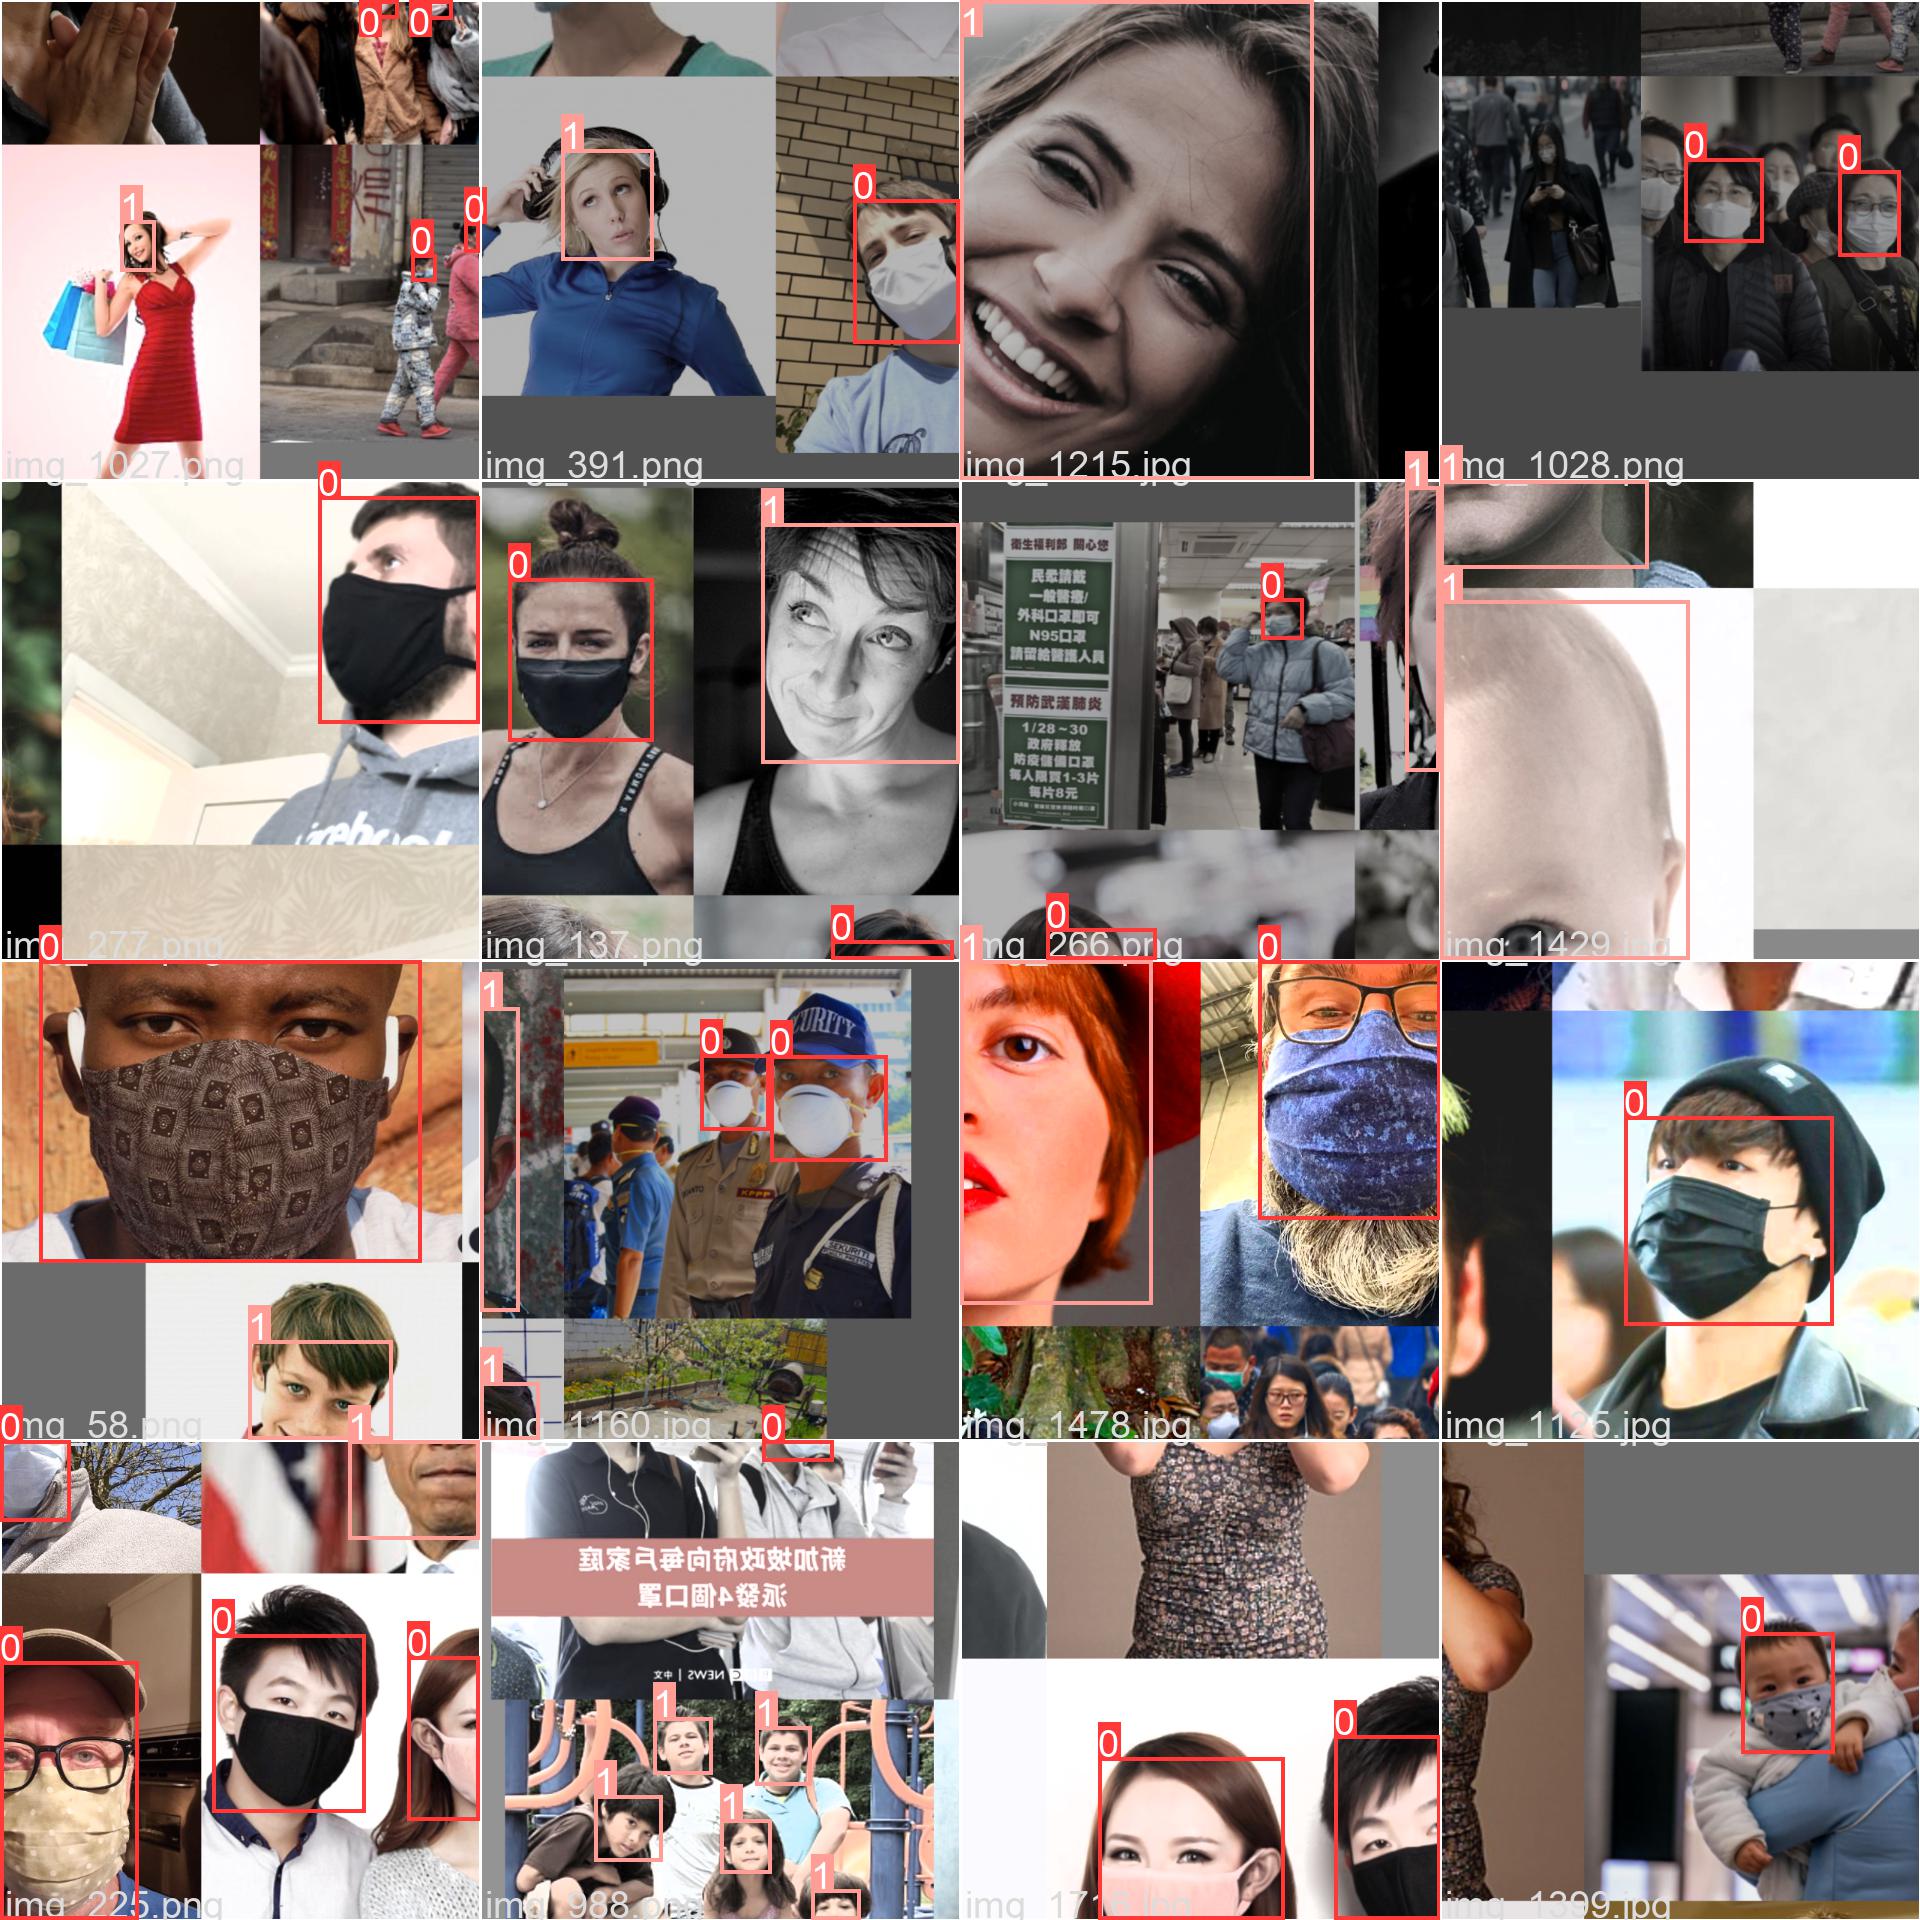 0 0
1
0
0
img_1027.png
1
0
img_391.png
1
img_1215.jpg
0
0
img_1028.png
0
img_277.png
0
1
0
img_137.png
衛生福利部 關心您
民眾請戴
一般醫療/
外科口罩即可
N95口罩
請留給醫護人員
預防武漢肺炎
1/28~30
政府釋放
防疫儲備口罩
每人限買1-3片
每片8元
0
1
0
img_266.png
1
1
img_1429.jpg
0
1
img_58.png
1
0
0
SECURITY
KPPP
SEKURITI
1
img_1160.jpg
1
0
img_1478.jpg
0
img_1125.jpg
0
1
0
0
0
img_225.png
0
新加坡政府向每戶家庭
派發4個口罩
NEWS | 中文
1
1
1
1
1
img_988.png
0
0
img_1716.jpg
0
img_1399.jpg